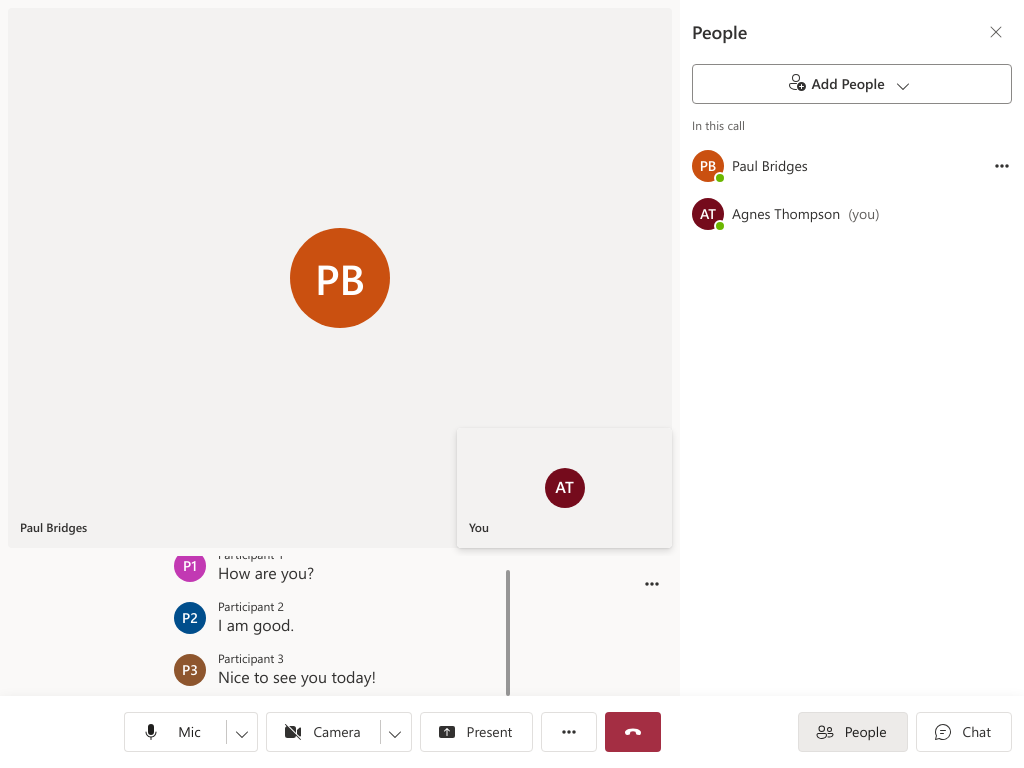 People
Add People
In this call
PB
Paul Bridges
AT
Agnes Thompson (you)
PB
Paul Bridges
AT
You
P1
Participant 1
How are you?
P2
Participant 2
I am good.
P3
Participant 3
Nice to see you today!
Mic
Camera
Present
People
Chat